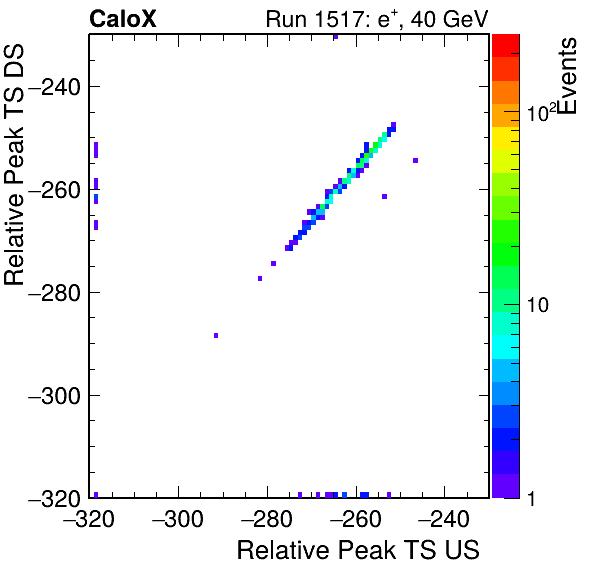 CaloX Run 1517: e⁺, 40 GeV
Relative Peak TS DS
−240
−260
−280
−300
−320
−320 −300 −280 −260 −240
Relative Peak TS US
Events
10²
10
1